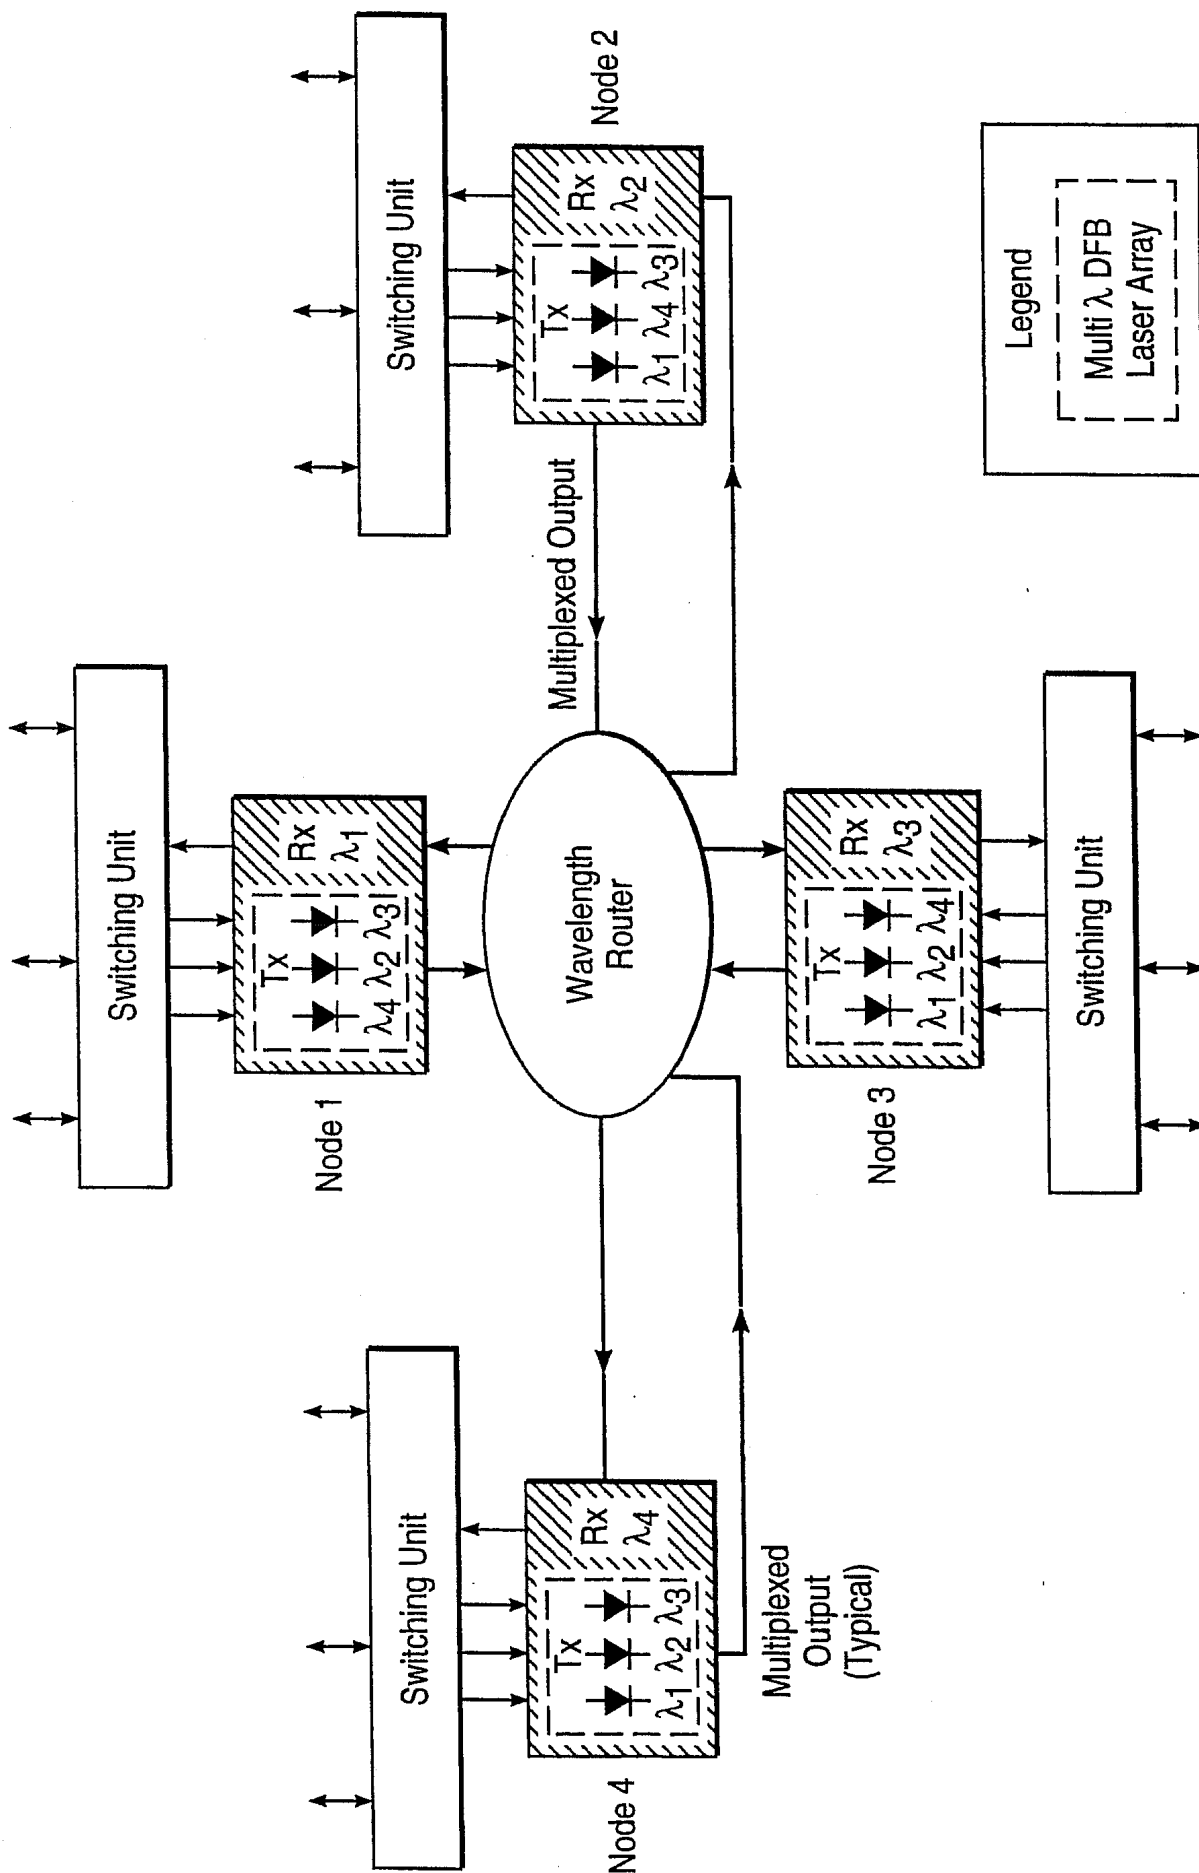 Switching Unit
Tx
λ4 λ2 λ3
Rx
λ1
Node 1
Switching Unit
Tx
λ1 λ4 λ3
Rx
λ2
Node 2
Multiplexed Output
Wavelength
Router
Switching Unit
Tx
λ1 λ2 λ3
Rx
λ4
Node 4
Multiplexed
Output
(Typical)
Node 3
Tx
λ1 λ2 λ4
Rx
λ3
Switching Unit
Legend
Multi λ DFB
Laser Array